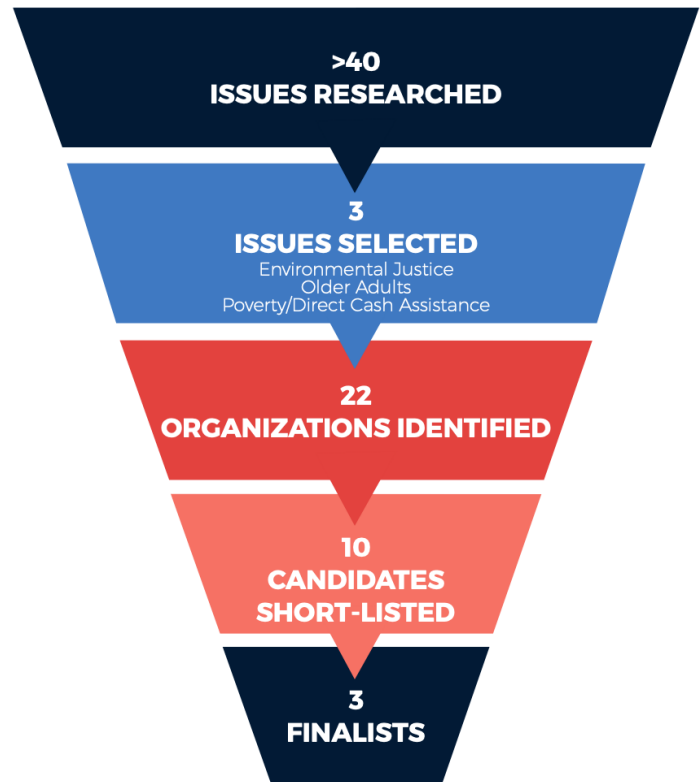 >40
ISSUES RESEARCHED
3
ISSUES SELECTED
Environmental Justice
Older Adults
Poverty/Direct Cash Assistance
22
ORGANIZATIONS IDENTIFIED
10
CANDIDATES
SHORT-LISTED
3
FINALISTS